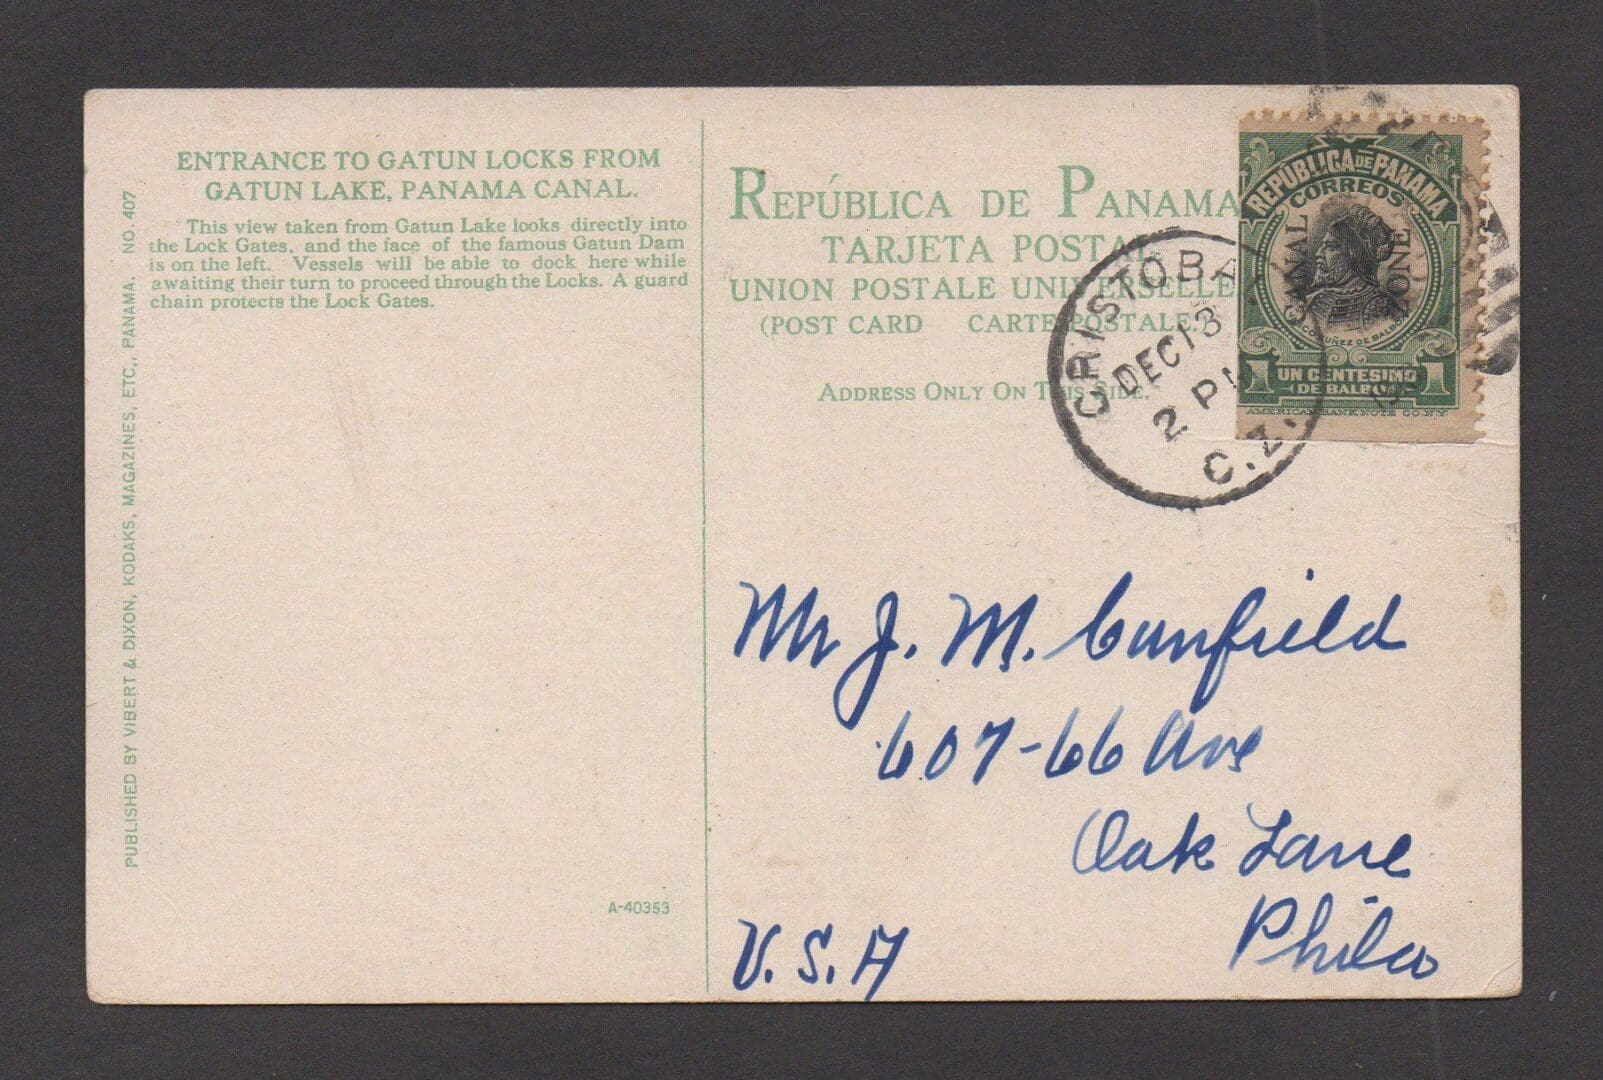 ENTRANCE TO GATUN LOCKS FROM
GATUN LAKE, PANAMA CANAL.
This view taken from Gatun Lake looks directly into
the Lock Gates, and the face of the famous Gatun Dam
is on the left. Vessels will be able to dock here while
awaiting their turn to proceed through the Locks. A guard
chain protects the Lock Gates.
PUBLISHED BY VIBERT & DIXON, KODAKS, MAGAZINES, ETC., PANAMA. NO. 407
A-40353
REPÚBLICA DE PANAMA
TARJETA POSTAL
UNION POSTALE UNIVERSELLE
(POST CARD CARTE POSTALE.)
ADDRESS ONLY ON THIS SIDE.
REPUBLICA DE PANAMA
CORREOS
CANAL
ZONE
NUÑEZ DE BALBOA
1 UN CENTESIMO 1
DE BALBOA
AMERICAN BANK NOTE CO. N.Y.
CRISTOBAL
DEC 13
2 PM
C.Z.
Mr J. M. Canfield
607-66 Ave
Oak Lane
Phila
U.S.A